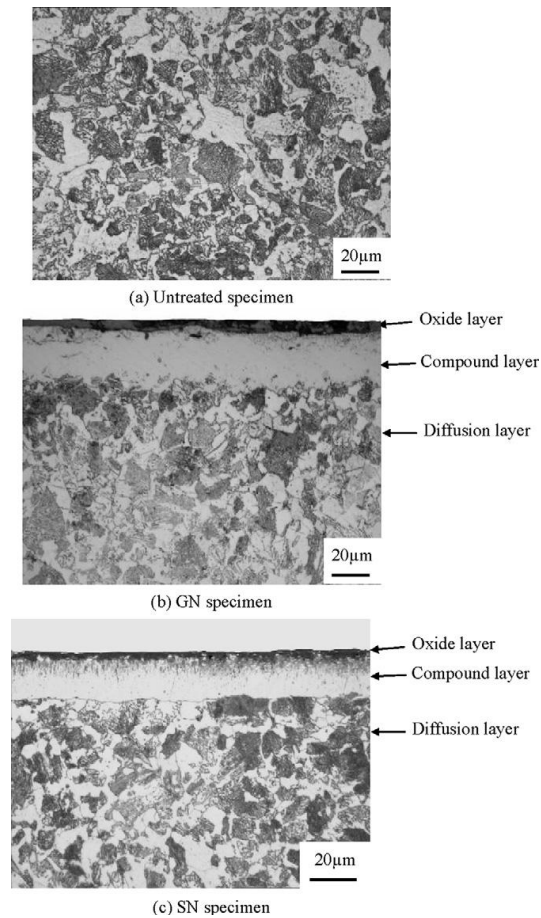 20µm
(a) Untreated specimen
Oxide layer
Compound layer
Diffusion layer
20µm
(b) GN specimen
Oxide layer
Compound layer
Diffusion layer
20µm
(c) SN specimen